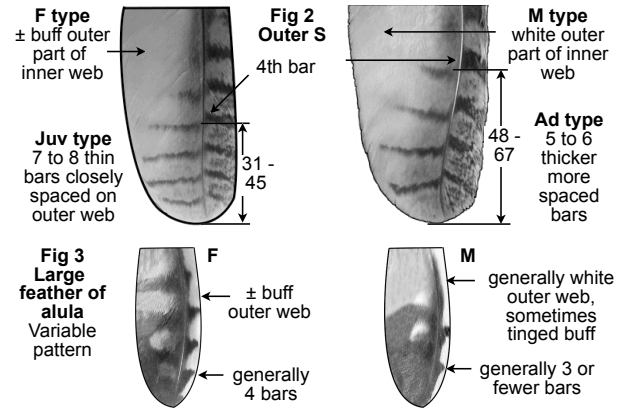 F type
± buff outer
part of
inner web
Fig 2
Outer S
4th bar
M type
white outer
part of inner
web
Juv type
7 to 8 thin
bars closely
spaced on
outer web
31 -
45
48 -
67
Ad type
5 to 6
thicker
more
spaced
bars
Fig 3
Large
feather of
alula
Variable
pattern
F
± buff
outer web
generally
4 bars
M
generally white
outer web,
sometimes
tinged buff
generally 3 or
fewer bars